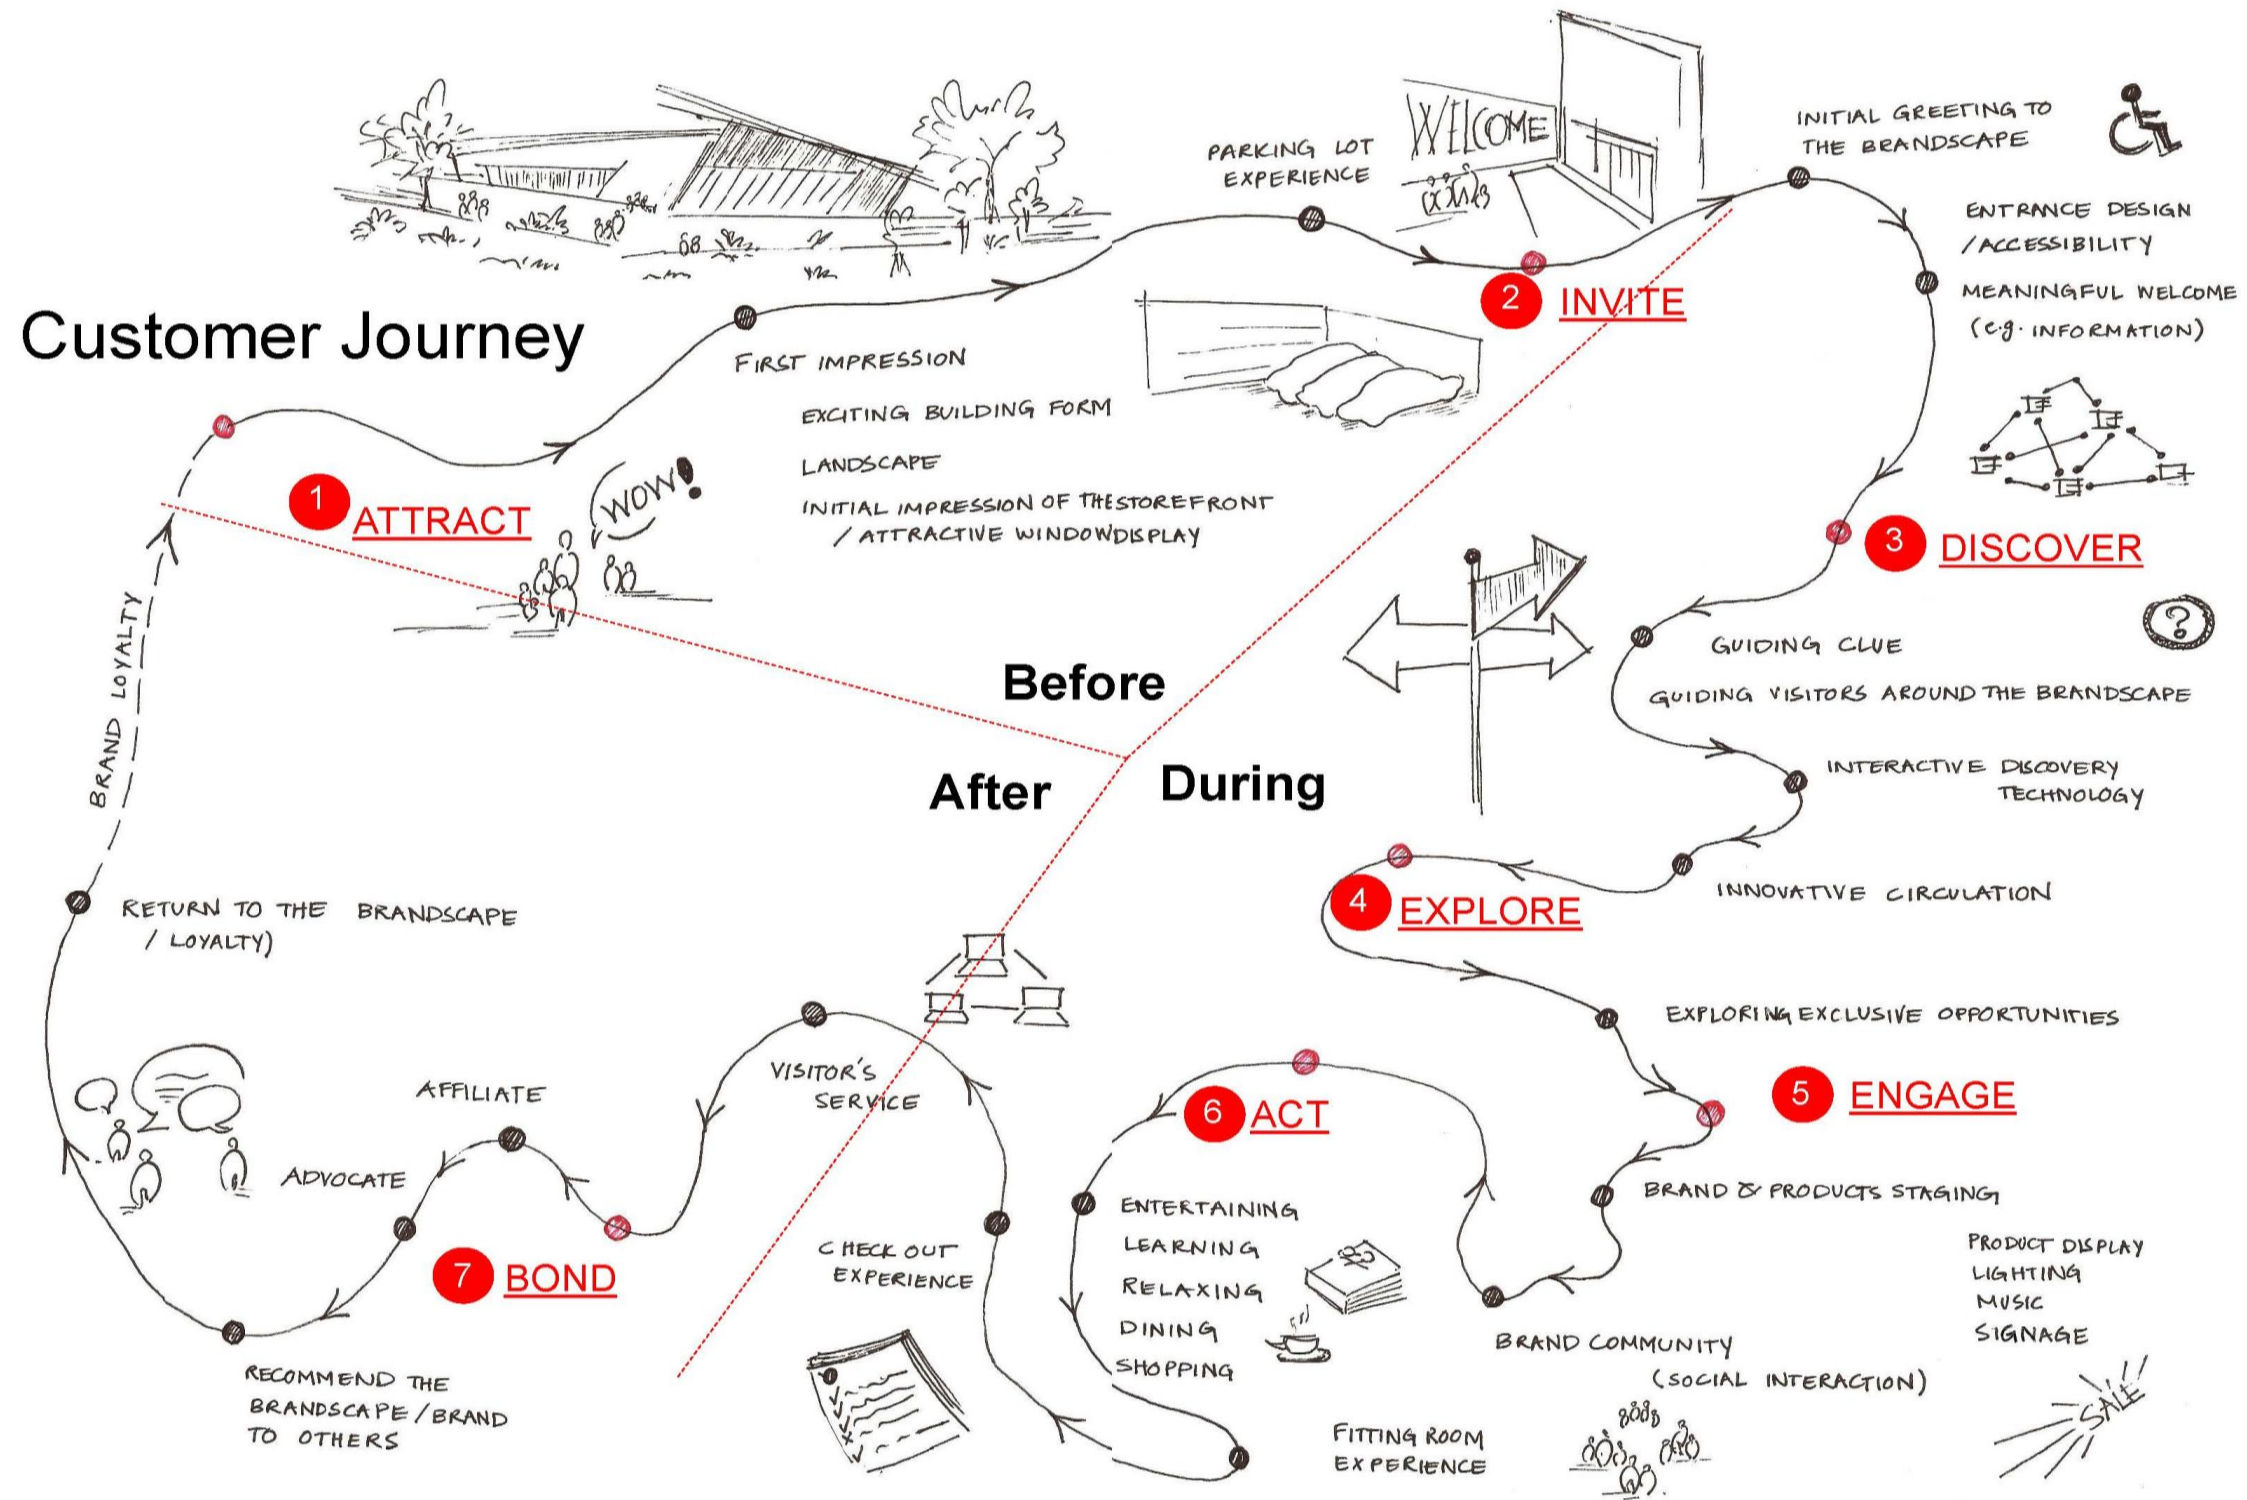 Customer Journey
WELCOME
PARKING LOT
EXPERIENCE
INITIAL GREETING TO
THE BRANDSCAPE
ENTRANCE DESIGN
/ACCESSIBILITY
MEANINGFUL WELCOME
(e.g. INFORMATION)
2 INVITE
FIRST IMPRESSION
EXCITING BUILDING FORM
LANDSCAPE
INITIAL IMPRESSION OF THE STOREFRONT
/ ATTRACTIVE WINDOWDISPLAY
WOW!
1 ATTRACT
3 DISCOVER
?
GUIDING CLUE
GUIDING VISITORS AROUND THE BRANDSCAPE
INTERACTIVE DISCOVERY
TECHNOLOGY
INNOVATIVE CIRCULATION
Before
After
During
4 EXPLORE
EXPLORING EXCLUSIVE OPPORTUNITIES
5 ENGAGE
BRAND & PRODUCTS STAGING
PRODUCT DISPLAY
LIGHTING
MUSIC
SIGNAGE
SALE
BRAND COMMUNITY
(SOCIAL INTERACTION)
6 ACT
ENTERTAINING
LEARNING
RELAXING
DINING
SHOPPING
FITTING ROOM
EXPERIENCE
CHECK OUT
EXPERIENCE
VISITOR'S
SERVICE
7 BOND
AFFILIATE
ADVOCATE
RECOMMEND THE
BRANDSCAPE/BRAND
TO OTHERS
RETURN TO THE BRANDSCAPE
/ LOYALTY)
BRAND LOYALTY